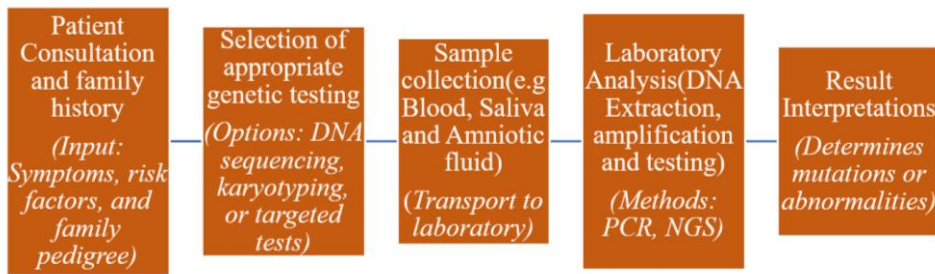 Patient
Consultation
and family
history
(Input:
Symptoms, risk
factors, and
family
pedigree)
Selection of
appropriate
genetic testing
(Options: DNA
sequencing,
karyotyping,
or targeted
tests)
Sample
collection(e.g
Blood, Saliva
and Amniotic
fluid)
(Transport to
laboratory)
Laboratory
Analysis(DNA
Extraction,
amplification
and testing)
(Methods:
PCR, NGS)
Result
Interpretations
(Determines
mutations or
abnormalities)